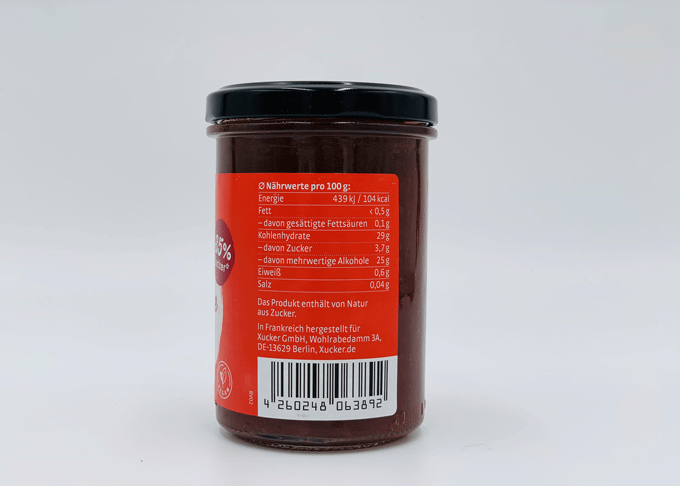 Ø Nährwerte pro 100 g:
Energie 439 kJ / 104 kcal
Fett < 0,5 g
– davon gesättigte Fettsäuren 0,1 g
Kohlenhydrate 29 g
– davon Zucker 3,7 g
– davon mehrwertige Alkohole 25 g
Eiweiß 0,6 g
Salz 0,04 g
Das Produkt enthält von Natur
aus Zucker.
In Frankreich hergestellt für
Xucker GmbH, Wohlrabedamm 3A,
DE-13629 Berlin, Xucker.de
4 260248 063892